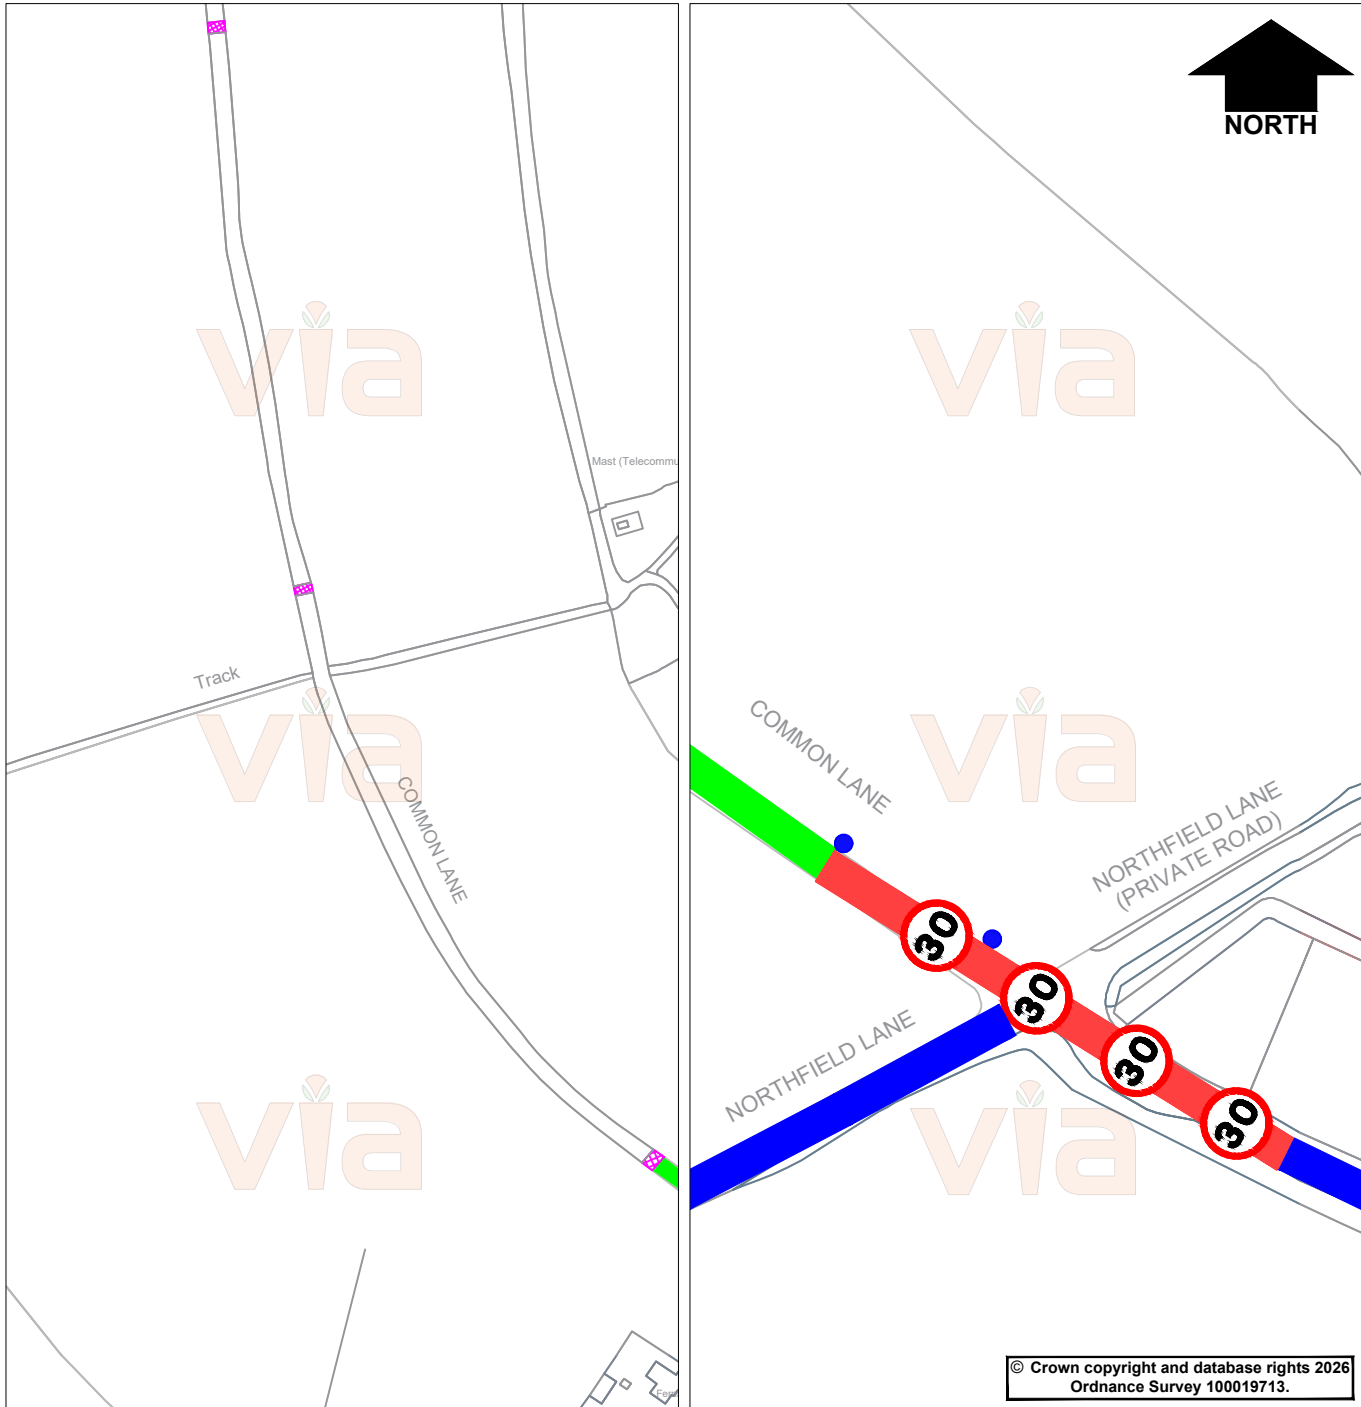 Mast (Telecommu
Track
COMMON LANE
via
via
via
NORTH
COMMON LANE
NORTHFIELD LANE
(PRIVATE ROAD)
NORTHFIELD LANE
30
30
30
30
via
via
via
© Crown copyright and database rights 2026
Ordnance Survey 100019713.